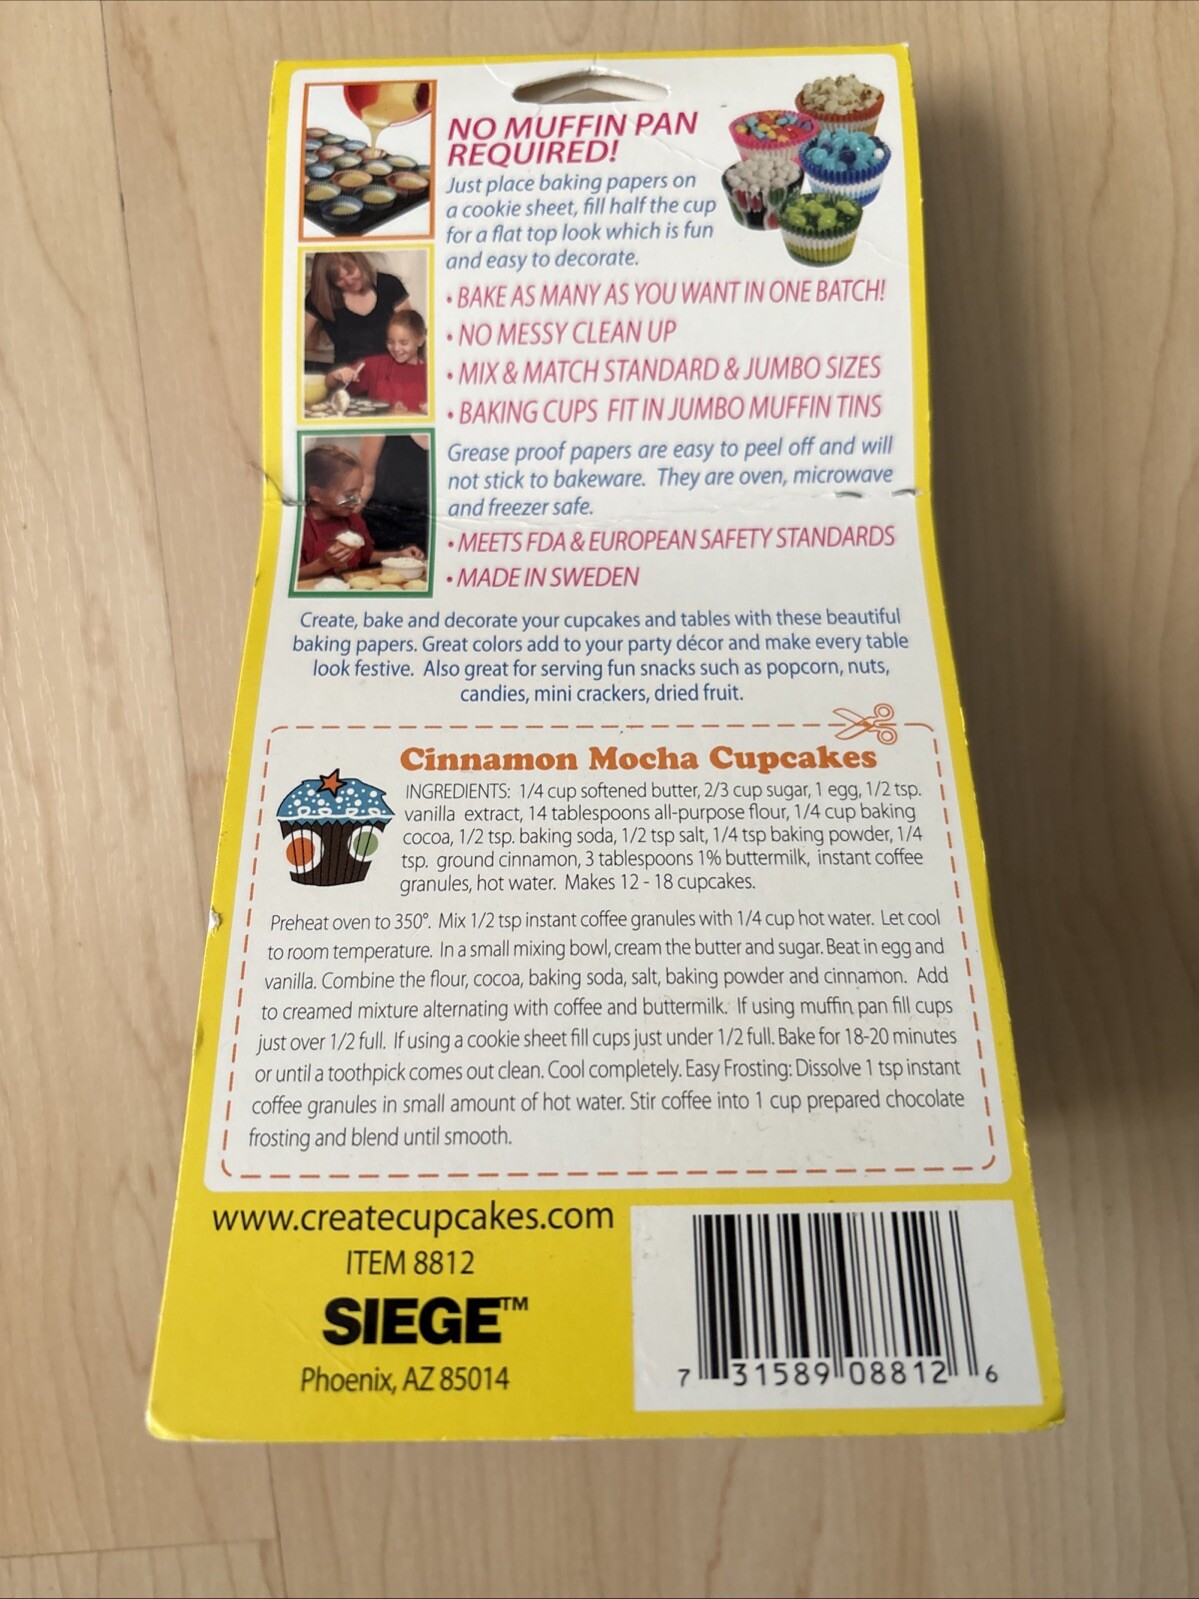 NO MUFFIN PAN
REQUIRED!
Just place baking papers on
a cookie sheet, fill half the cup
for a flat top look which is fun
and easy to decorate.
• BAKE AS MANY AS YOU WANT IN ONE BATCH!
• NO MESSY CLEAN UP
• MIX & MATCH STANDARD & JUMBO SIZES
• BAKING CUPS FIT IN JUMBO MUFFIN TINS
Grease proof papers are easy to peel off and will
not stick to bakeware. They are oven, microwave
and freezer safe.
• MEETS FDA & EUROPEAN SAFETY STANDARDS
• MADE IN SWEDEN
Create, bake and decorate your cupcakes and tables with these beautiful
baking papers. Great colors add to your party décor and make every table
look festive. Also great for serving fun snacks such as popcorn, nuts,
candies, mini crackers, dried fruit.
Cinnamon Mocha Cupcakes
INGREDIENTS: 1/4 cup softened butter, 2/3 cup sugar, 1 egg, 1/2 tsp.
vanilla extract, 14 tablespoons all-purpose flour, 1/4 cup baking
cocoa, 1/2 tsp. baking soda, 1/2 tsp salt, 1/4 tsp baking powder, 1/4
tsp. ground cinnamon, 3 tablespoons 1% buttermilk, instant coffee
granules, hot water. Makes 12 - 18 cupcakes.
Preheat oven to 350°. Mix 1/2 tsp instant coffee granules with 1/4 cup hot water. Let cool
to room temperature. In a small mixing bowl, cream the butter and sugar. Beat in egg and
vanilla. Combine the flour, cocoa, baking soda, salt, baking powder and cinnamon. Add
to creamed mixture alternating with coffee and buttermilk. If using muffin pan fill cups
just over 1/2 full. If using a cookie sheet fill cups just under 1/2 full. Bake for 18-20 minutes
or until a toothpick comes out clean. Cool completely. Easy Frosting: Dissolve 1 tsp instant
coffee granules in small amount of hot water. Stir coffee into 1 cup prepared chocolate
frosting and blend until smooth.
www.createcupcakes.com
ITEM 8812
SIEGE™
Phoenix, AZ 85014
7 31589 08812 6